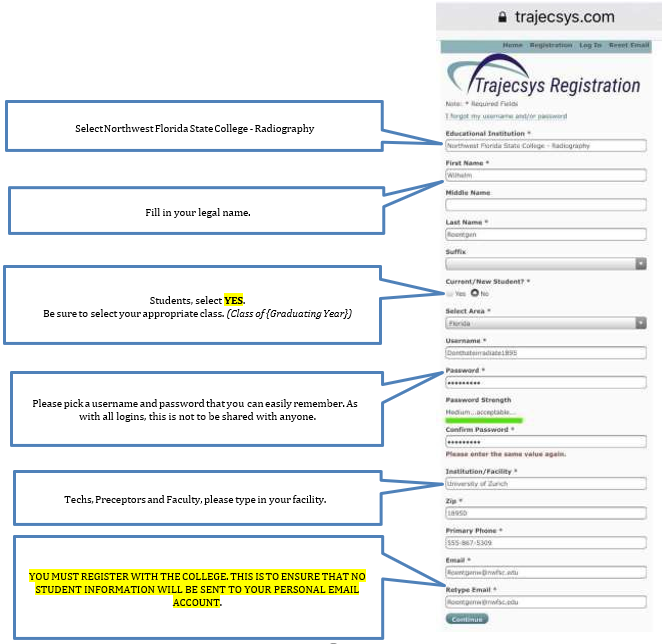 trajecsys.com
Home Registration Log In Reset Email
Trajecsys Registration
Note: * Required Fields
I forgot my username and/or password
Select Northwest Florida State College - Radiography
Educational Institution *
Northwest Florida State College - Radiography
First Name *
Wilhelm
Fill in your legal name.
Middle Name
Last Name *
Roentgen
Suffix
Students, select YES.
Be sure to select your appropriate class. (Class of {Graduating Year})
Current/New Student? *
Yes No
Select Area *
Florida
Username *
Donthaterradiate1895
Please pick a username and password that you can easily remember. As
with all logins, this is not to be shared with anyone.
Password *
•••••••••
Password Strength
Medium...acceptable...
Confirm Password *
•••••••••
Please enter the same value again.
Techs, Preceptors and Faculty, please type in your facility.
Institution/Facility *
University of Zurich
Zip *
18950
Primary Phone *
555-867-5309
YOU MUST REGISTER WITH THE COLLEGE. THIS IS TO ENSURE THAT NO
STUDENT INFORMATION WILL BE SENT TO YOUR PERSONAL EMAIL
ACCOUNT.
Email *
Roentgenw@nwfsc.edu
Retype Email *
Roentgenw@nwfsc.edu
Continue